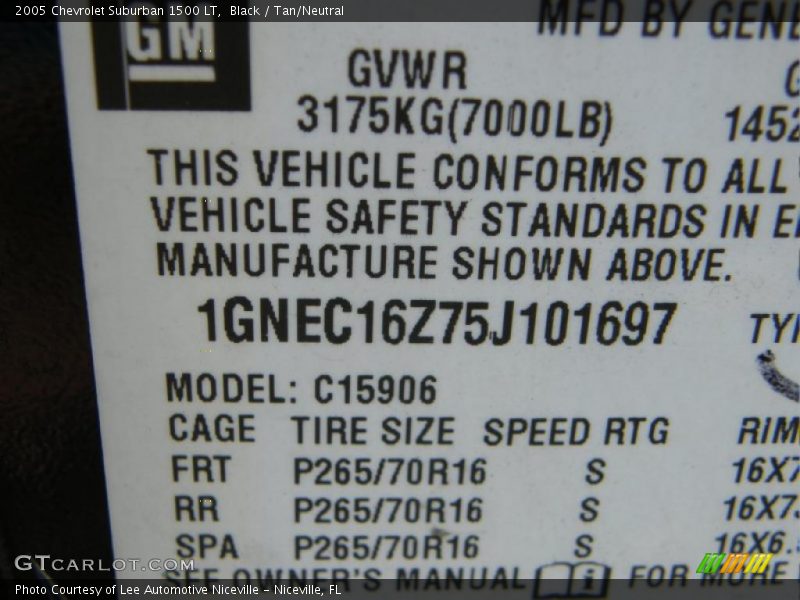 2005 Chevrolet Suburban 1500 LT, Black / Tan/Neutral
MFD BY GENE
GM
GVWR G
3175KG(7000LB) 1452
THIS VEHICLE CONFORMS TO ALL
VEHICLE SAFETY STANDARDS IN E
MANUFACTURE SHOWN ABOVE.
1GNEC16Z75J101697 TYP
MODEL: C15906
CAGE TIRE SIZE SPEED RTG RIM
FRT P265/70R16 S 16X7
RR P265/70R16 S 16X7.
SPA P265/70R16 S 16X6.
SEE OWNER'S MANUAL i FOR MORE
GTCARLOT.COM
Photo Courtesy of Lee Automotive Niceville - Niceville, FL